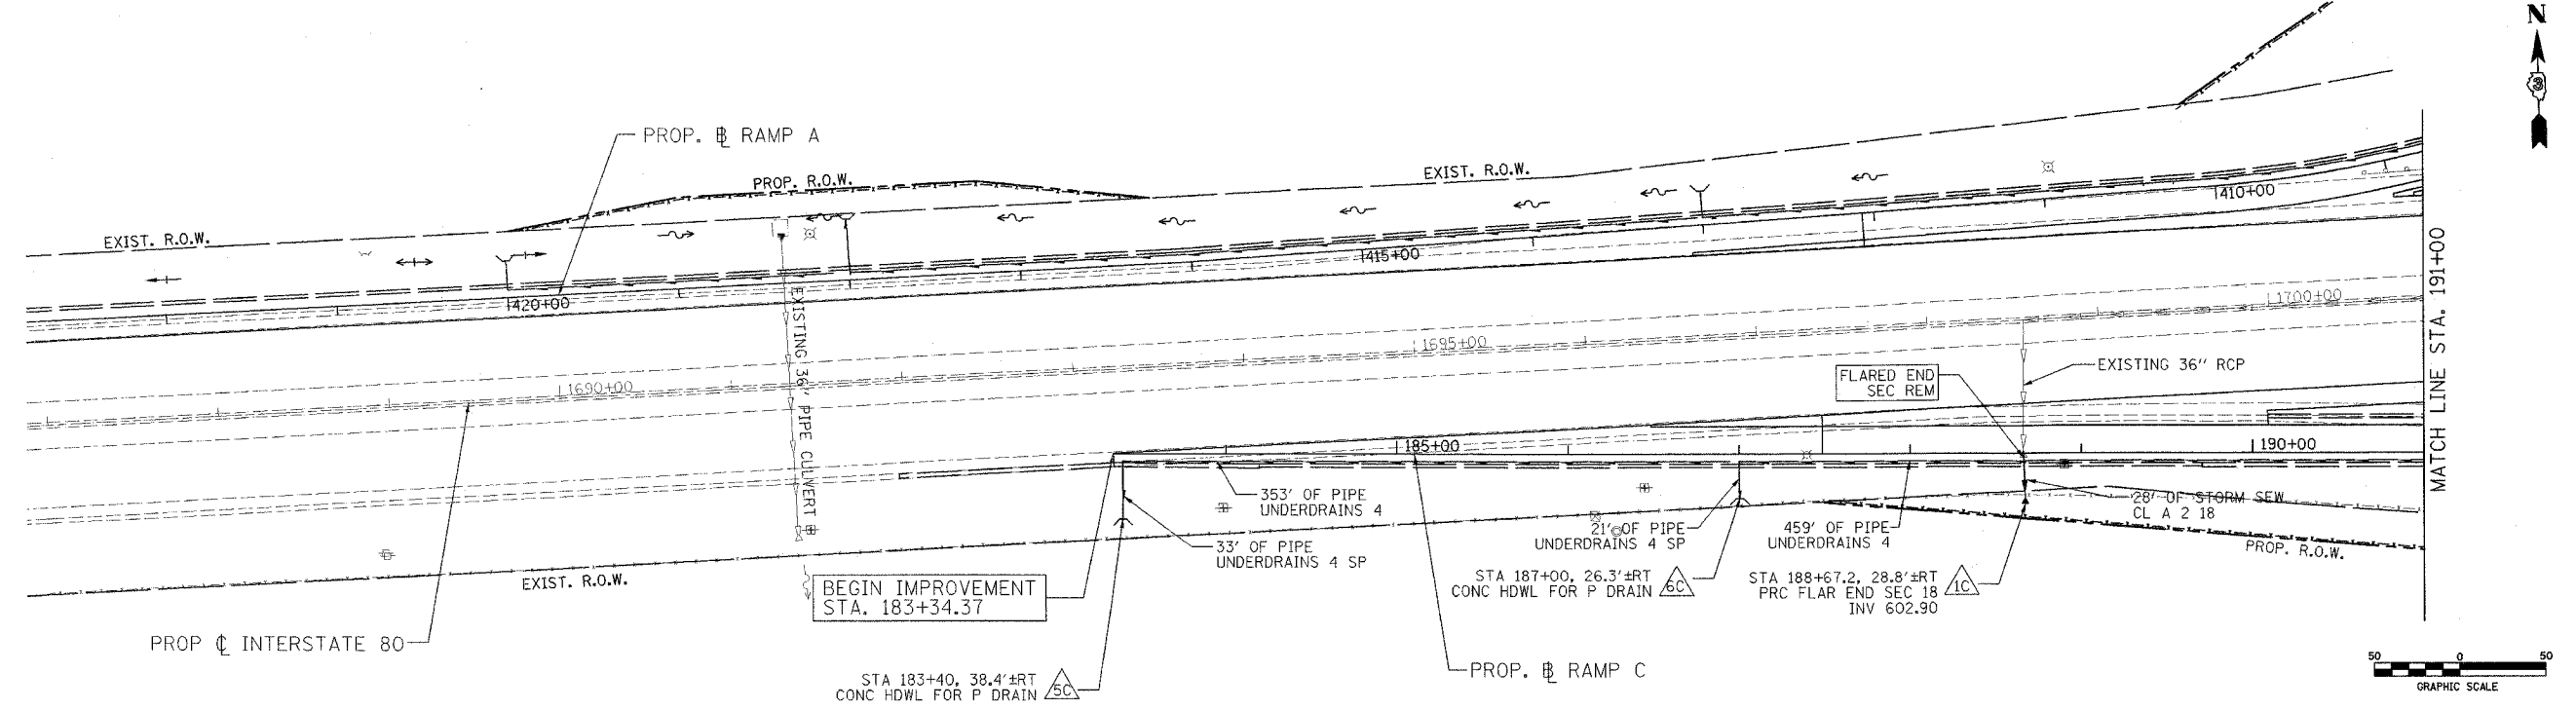 N
3
PROP. BL RAMP A
PROP. R.O.W.
EXIST. R.O.W.
EXIST. R.O.W.
410+00
415+00
420+00
EXISTING 36" PIPE CULVERT
1700+00
1695+00
1690+00
MATCH LINE STA. 191+00
EXISTING 36" RCP
FLARED END
SEC REM
185+00
190+00
353' OF PIPE
UNDERDRAINS 4
33' OF PIPE
UNDERDRAINS 4 SP
21' OF PIPE
UNDERDRAINS 4 SP
459' OF PIPE
UNDERDRAINS 4
28' OF STORM SEW
CL A 2 18
PROP. R.O.W.
EXIST. R.O.W.
BEGIN IMPROVEMENT
STA. 183+34.37
STA 187+00, 26.3'±RT
CONC HDWL FOR P DRAIN
6C
STA 188+67.2, 28.8'±RT
PRC FLAR END SEC 18
INV 602.90
1C
PROP ℄ INTERSTATE 80
STA 183+40, 38.4'±RT
CONC HDWL FOR P DRAIN
5C
PROP. BL RAMP C
50 0 50
GRAPHIC SCALE